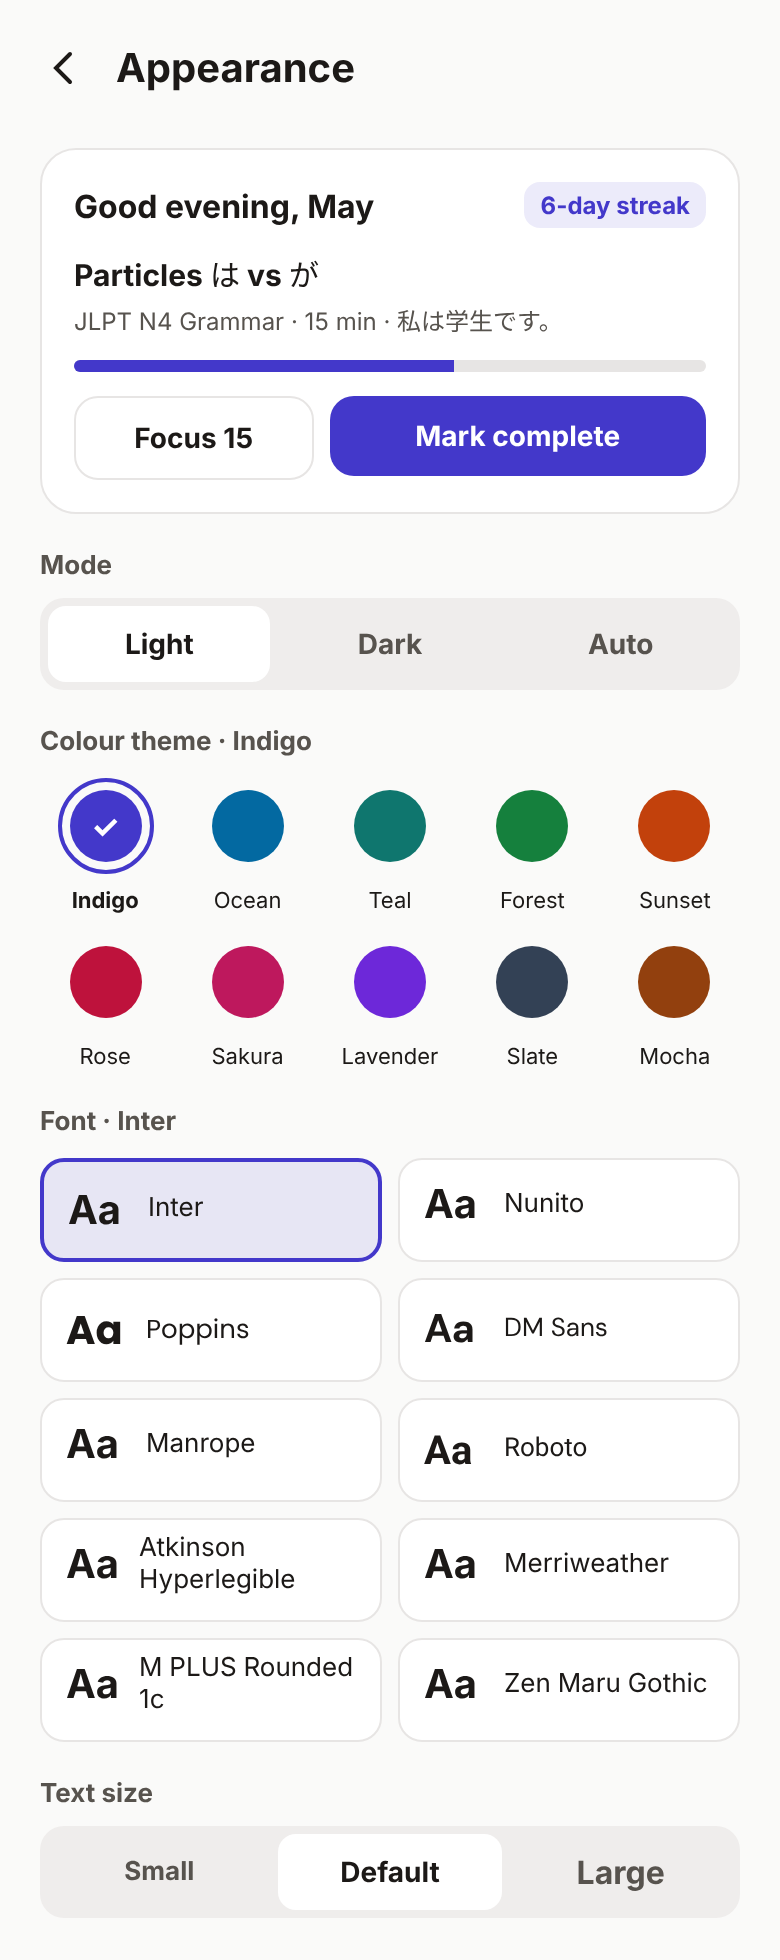 Appearance
Good evening, May
6-day streak
Particles は vs が
JLPT N4 Grammar · 15 min · 私は学生です。
Focus 15
Mark complete
Mode
Light
Dark
Auto
Colour theme · Indigo
Indigo
Ocean
Teal
Forest
Sunset
Rose
Sakura
Lavender
Slate
Mocha
Font · Inter
Aa Inter
Aa Nunito
Aa Poppins
Aa DM Sans
Aa Manrope
Aa Roboto
Aa Atkinson
Hyperlegible
Aa Merriweather
Aa M PLUS Rounded
1c
Aa Zen Maru Gothic
Text size
Small
Default
Large